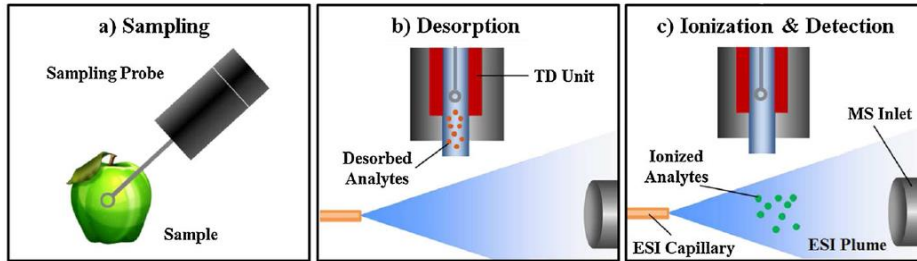 a) Sampling
Sampling Probe
Sample
b) Desorption
TD Unit
Desorbed
Analytes
c) Ionization & Detection
MS Inlet
Ionized
Analytes
ESI Capillary
ESI Plume